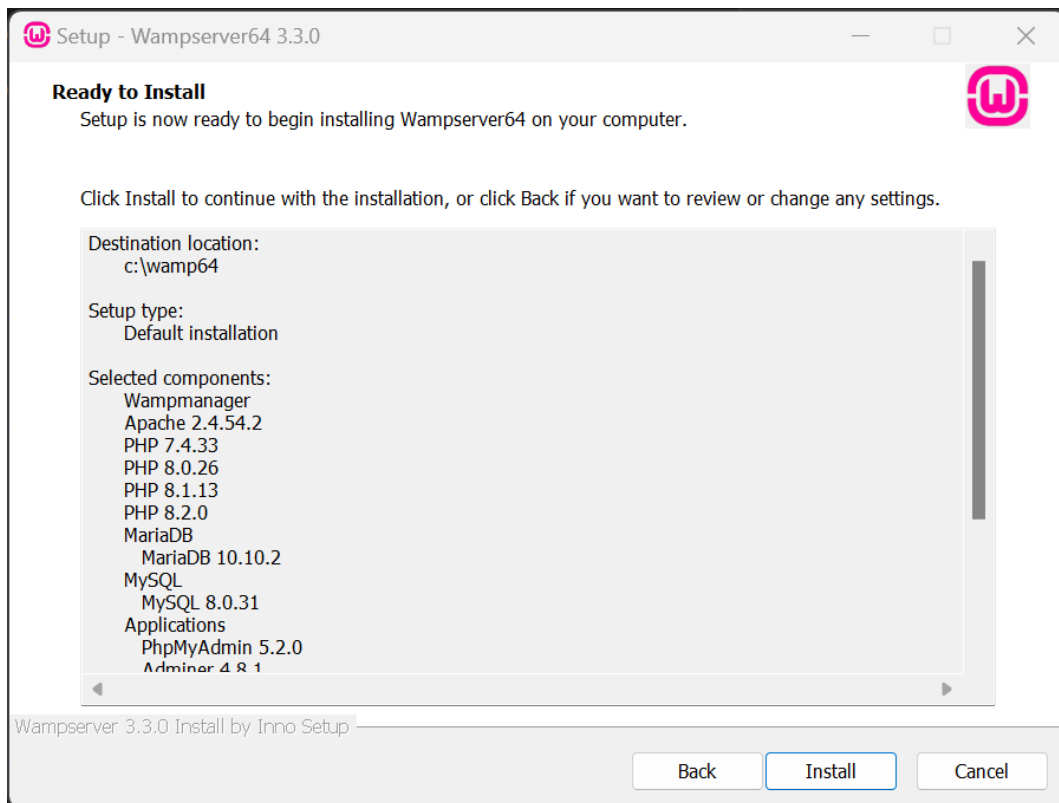 Setup - Wampserver64 3.3.0
Ready to Install
Setup is now ready to begin installing Wampserver64 on your computer.
Click Install to continue with the installation, or click Back if you want to review or change any settings.
Destination location:
c:\wamp64
Setup type:
Default installation
Selected components:
Wampmanager
Apache 2.4.54.2
PHP 7.4.33
PHP 8.0.26
PHP 8.1.13
PHP 8.2.0
MariaDB
MariaDB 10.10.2
MySQL
MySQL 8.0.31
Applications
PhpMyAdmin 5.2.0
Adminer 4.8.1
Wampserver 3.3.0 Install by Inno Setup
Back Install Cancel